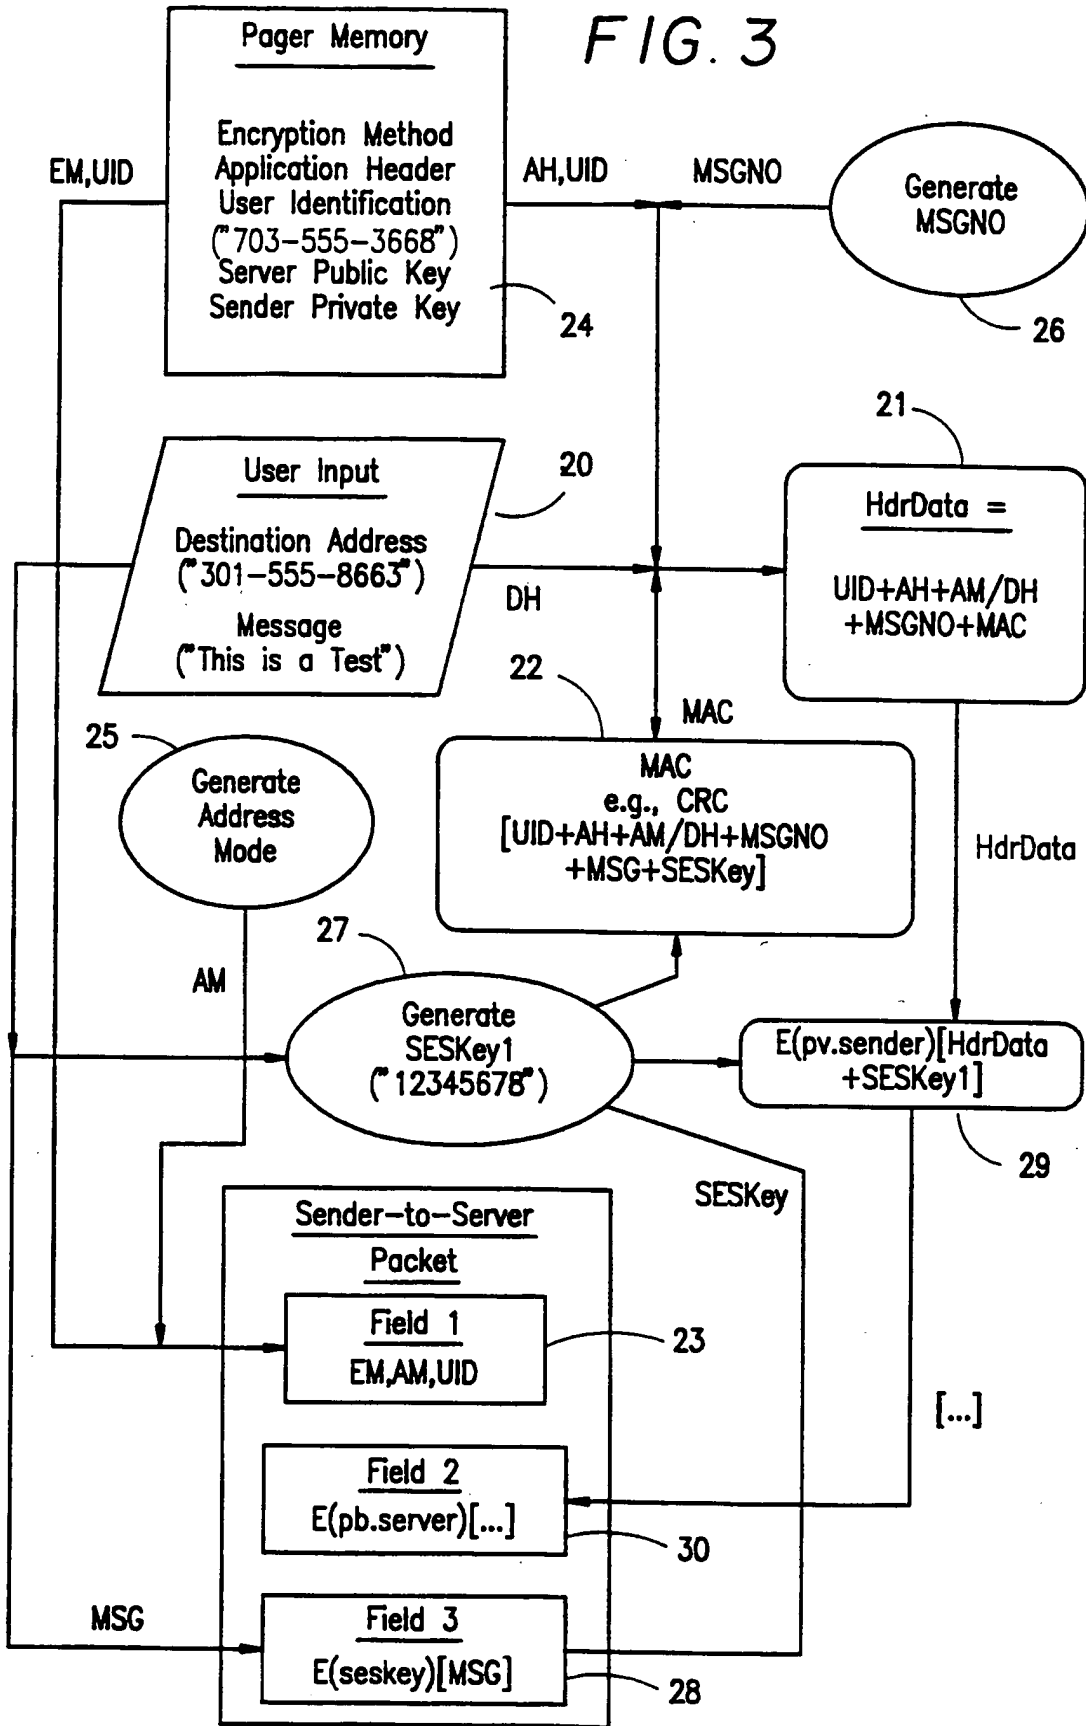 FIG. 3
Pager Memory
Encryption Method
Application Header
User Identification
("703-555-3668")
Server Public Key
Sender Private Key
24
EM,UID
AH,UID
MSGNO
Generate
MSGNO
26
User Input
Destination Address
("301-555-8663")
Message
("This is a Test")
20
DH
21
HdrData =
UID+AH+AM/DH
+MSGNO+MAC
22
MAC
MAC
e.g., CRC
[UID+AH+AM/DH+MSGNO
+MSG+SESKey]
HdrData
25
Generate
Address
Mode
AM
27
Generate
SESKey1
("12345678")
E(pv.sender)[HdrData
+SESKey1]
29
SESKey
Sender-to-Server
Packet
Field 1
EM,AM,UID
23
[...]
Field 2
E(pb.server)[...]
30
MSG
Field 3
E(seskey)[MSG]
28